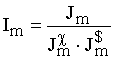 I_m = J_m / (J_m^χ · J_m^$)